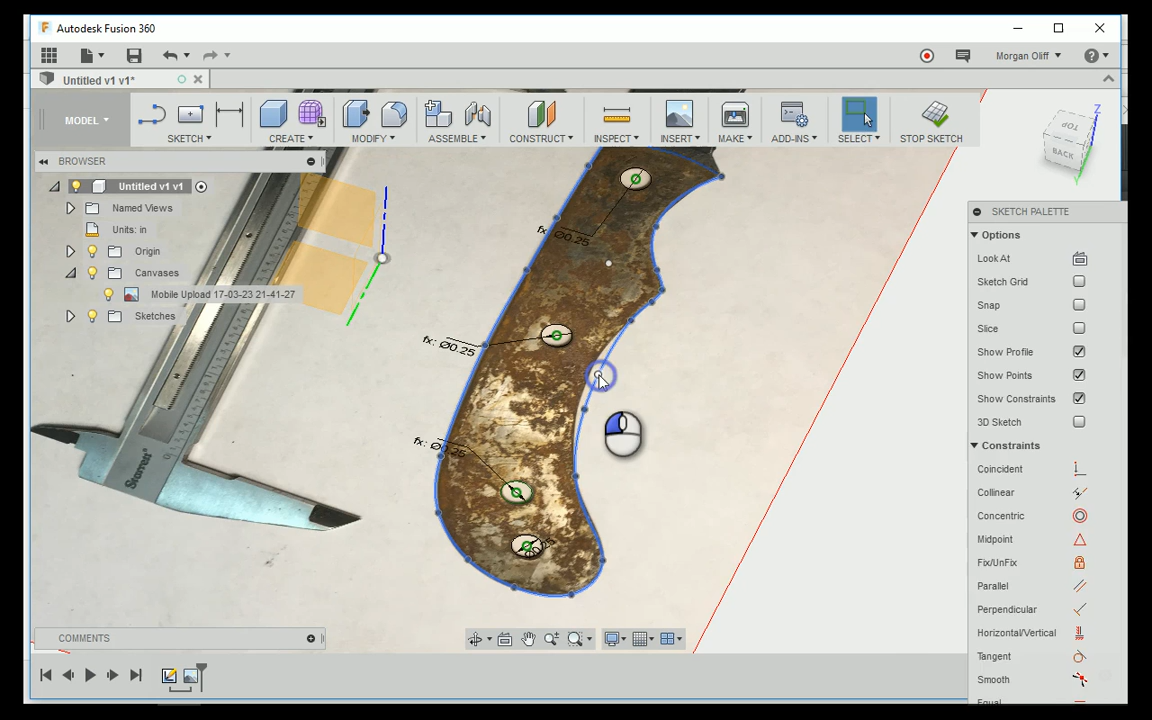 Autodesk Fusion 360
Morgan Oliff
Untitled v1 v1*
MODEL
SKETCH
CREATE
MODIFY
ASSEMBLE
CONSTRUCT
INSPECT
INSERT
MAKE
ADD-INS
SELECT
STOP SKETCH
TOP
BACK
Z
Y
BROWSER
Untitled v1 v1
Named Views
Units: in
Origin
Canvases
Mobile Upload 17-03-23 21-41-27
Sketches
fx: Ø0.25
fx: Ø0.25
fx: Ø0.25
Starrett
SKETCH PALETTE
Options
Look At
Sketch Grid
Snap
Slice
Show Profile
Show Points
Show Constraints
3D Sketch
Constraints
Coincident
Collinear
Concentric
Midpoint
Fix/UnFix
Parallel
Perpendicular
Horizontal/Vertical
Tangent
Smooth
Equal
COMMENTS